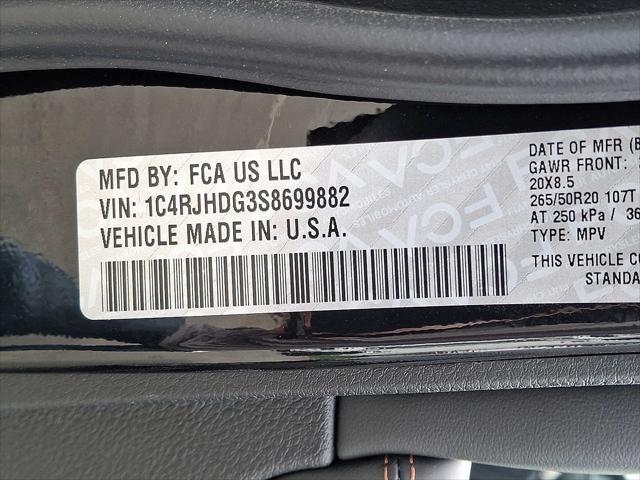 MFD BY: FCA US LLC
VIN: 1C4RJHDG3S8699882
VEHICLE MADE IN: U.S.A.
DATE OF MFR
GAWR FRONT:
20X8.5
265/50R20 107T
AT 250 kPa /
TYPE: MPV
THIS VEHICLE